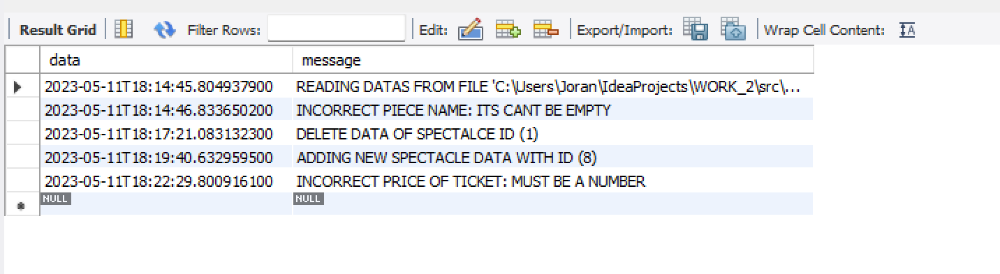 Result Grid Filter Rows: Edit: Export/Import: Wrap Cell Content: IA
data message
2023-05-11T18:14:45.804937900 READING DATAS FROM FILE 'C:\Users\Joran\IdeaProjects\WORK_2\src\...
2023-05-11T18:14:46.833650200 INCORRECT PIECE NAME: ITS CANT BE EMPTY
2023-05-11T18:17:21.083132300 DELETE DATA OF SPECTALCE ID (1)
2023-05-11T18:19:40.632959500 ADDING NEW SPECTACLE DATA WITH ID (8)
2023-05-11T18:22:29.800916100 INCORRECT PRICE OF TICKET: MUST BE A NUMBER
NULL NULL